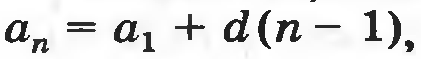 aₙ = a₁ + d(n − 1),